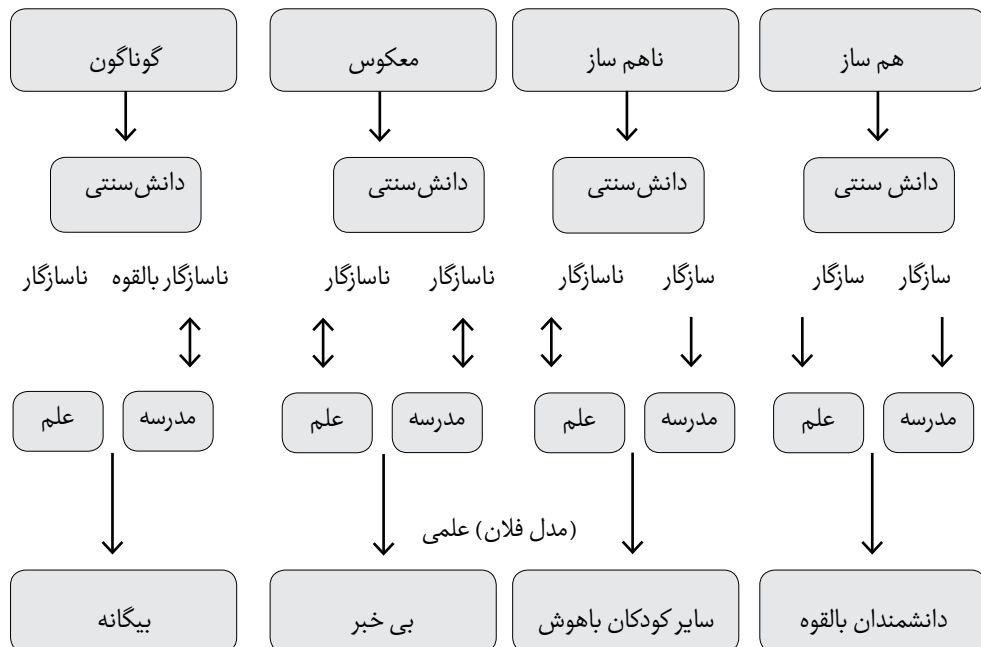 هم ساز
ناهم ساز
معکوس
گوناگون
دانش سنتی
دانش‌سنتی
دانش‌سنتی
دانش‌سنتی
سازگار
سازگار
سازگار
ناسازگار
ناسازگار
ناسازگار
ناسازگار بالقوه
ناسازگار
مدرسه
علم
مدرسه
علم
مدرسه
علم
مدرسه
علم
(مدل فلان) علمی
دانشمندان بالقوه
سایر کودکان باهوش
بی خبر
بیگانه